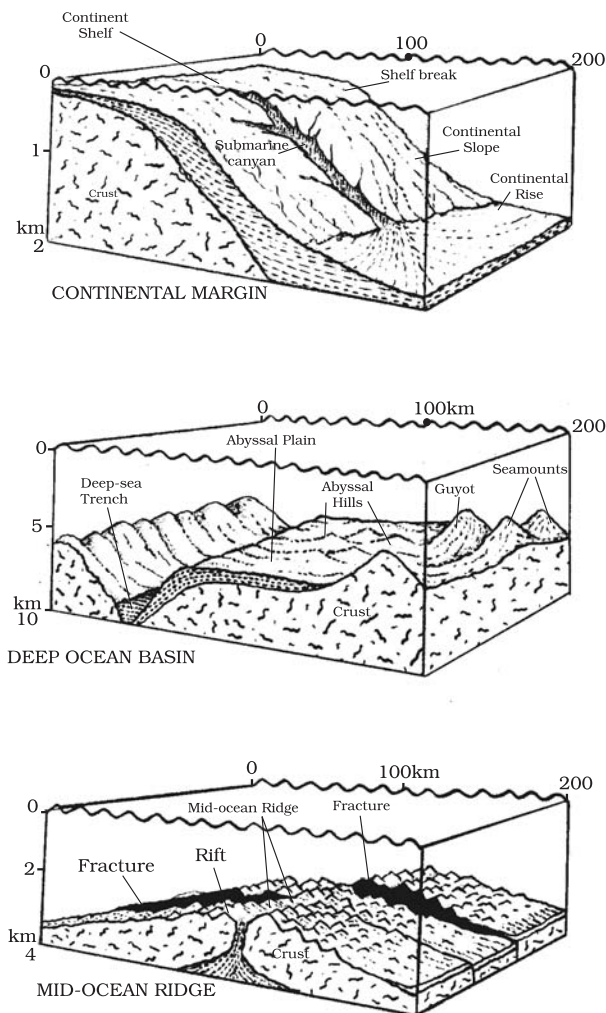 Continent
Shelf
0
100
200
Shelf break
0
Submarine
canyan
Continental
Slope
1
Continental
Rise
Crust
km
2
CONTINENTAL MARGIN
0
100km
200
0
Abyssal Plain
Deep-sea
Trench
Abyssal
Hills
Guyot
Seamounts
5
km
10
Crust
DEEP OCEAN BASIN
0
100km
200
0
Mid-ocean Ridge
Fracture
2
Fracture
Rift
km
4
Crust
MID-OCEAN RIDGE